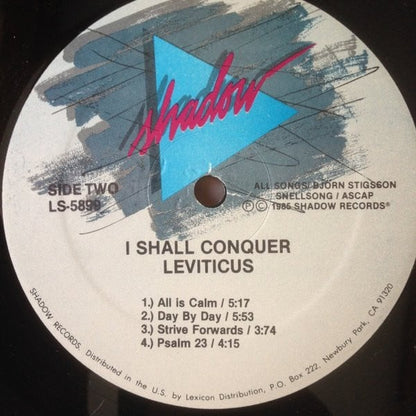 shadow
SIDE TWO
LS-5899
ALL SONGS/ BJORN STIGSSON
SNELLSONG / ASCAP
Ⓟ © 1985 SHADOW RECORDS®
I SHALL CONQUER
LEVITICUS
1.) All is Calm / 5:17
2.) Day By Day / 5:53
3.) Strive Forwards / 3:74
4.) Psalm 23 / 4:15
SHADOW RECORDS. Distributed in the U.S. by Lexicon Distribution, P.O. Box 222. Newbury Park, CA 91320